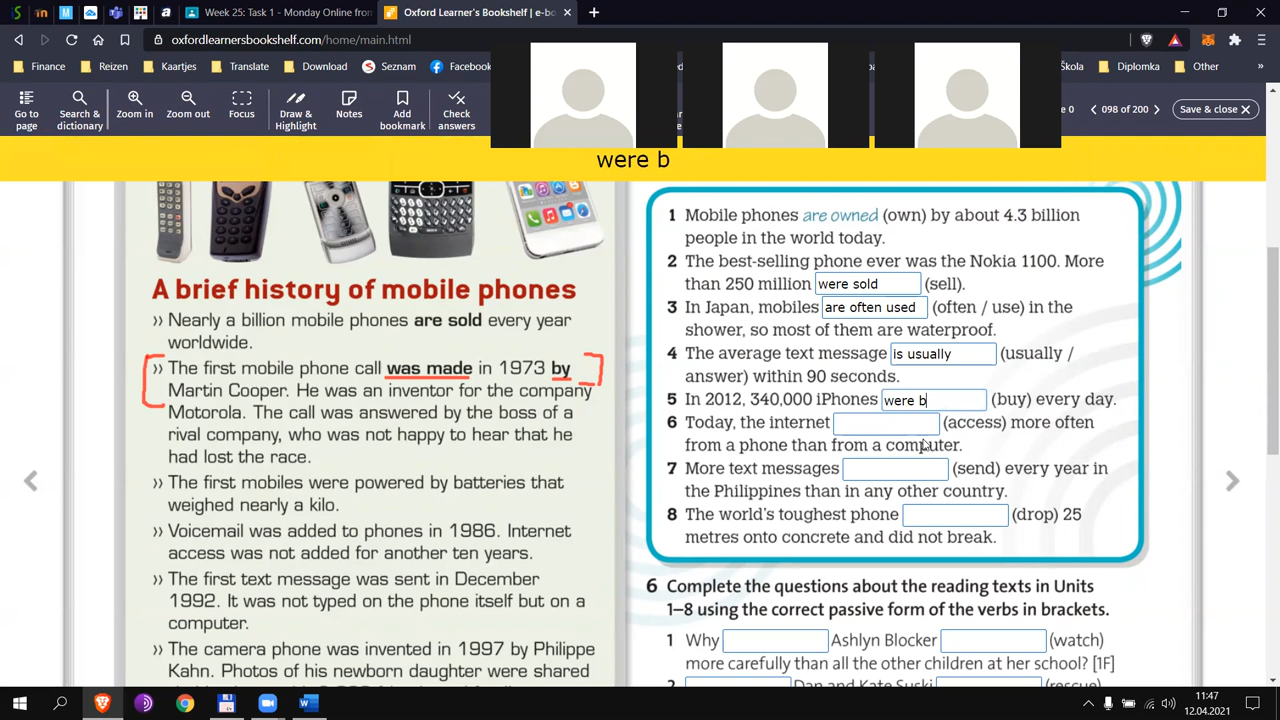 Week 25: Task 1 - Monday Online from
Oxford Learner's Bookshelf | e-bo
oxfordlearnersbookshelf.com/home/main.html
Finance Reizen Kaartjes Translate Download Seznam Facebook Škola Diplomka Other
Go to page
Search & dictionary
Zoom in
Zoom out
Focus
Draw & Highlight
Notes
Add bookmark
Check answers
e 0
098 of 200
Save & close
were b
A brief history of mobile phones
›› Nearly a billion mobile phones are sold every year
worldwide.
›› The first mobile phone call was made in 1973 by
Martin Cooper. He was an inventor for the company
Motorola. The call was answered by the boss of a
rival company, who was not happy to hear that he
had lost the race.
›› The first mobiles were powered by batteries that
weighed nearly a kilo.
›› Voicemail was added to phones in 1986. Internet
access was not added for another ten years.
›› The first text message was sent in December
1992. It was not typed on the phone itself but on a
computer.
›› The camera phone was invented in 1997 by Philippe
Kahn. Photos of his newborn daughter were shared
1 Mobile phones are owned (own) by about 4.3 billion
people in the world today.
2 The best-selling phone ever was the Nokia 1100. More
than 250 million were sold (sell).
3 In Japan, mobiles are often used (often / use) in the
shower, so most of them are waterproof.
4 The average text message is usually (usually /
answer) within 90 seconds.
5 In 2012, 340,000 iPhones were b (buy) every day.
6 Today, the internet (access) more often
from a phone than from a computer.
7 More text messages (send) every year in
the Philippines than in any other country.
8 The world's toughest phone (drop) 25
metres onto concrete and did not break.
6 Complete the questions about the reading texts in Units
1–8 using the correct passive form of the verbs in brackets.
1 Why Ashlyn Blocker (watch)
more carefully than all the other children at her school? [1F]
2 Dan and Kate Suski (rescue)
11:47
12.04.2021